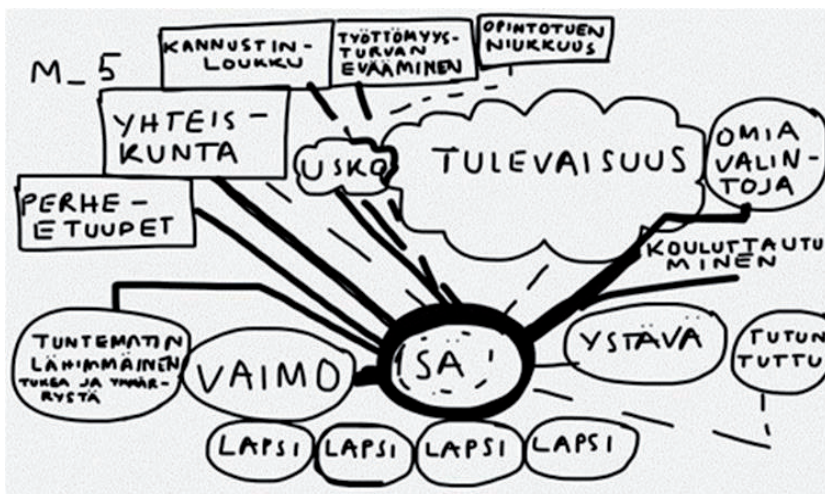 M_5
KANNUSTIN-
LOUKKU
TYÖTTÖMYYS-
TURVAN
EVÄÄMINEN
OPINTOTUEN
NIUKKUUS
YHTEIS-
KUNTA
USKO
TULEVAISUUS
OMIA
VALIN-
TOJA
PERHE-
ETUUPET
KOULUTTAUTU
MINEN
TUNTEMATON
LÄHIMMÄINEN
TUKEA JA YMMÄR-
RYSTÄ
VAIMO
ISÄ
YSTÄVÄ
TUTUN
TUTTU
LAPSI
LAPSI
LAPSI
LAPSI